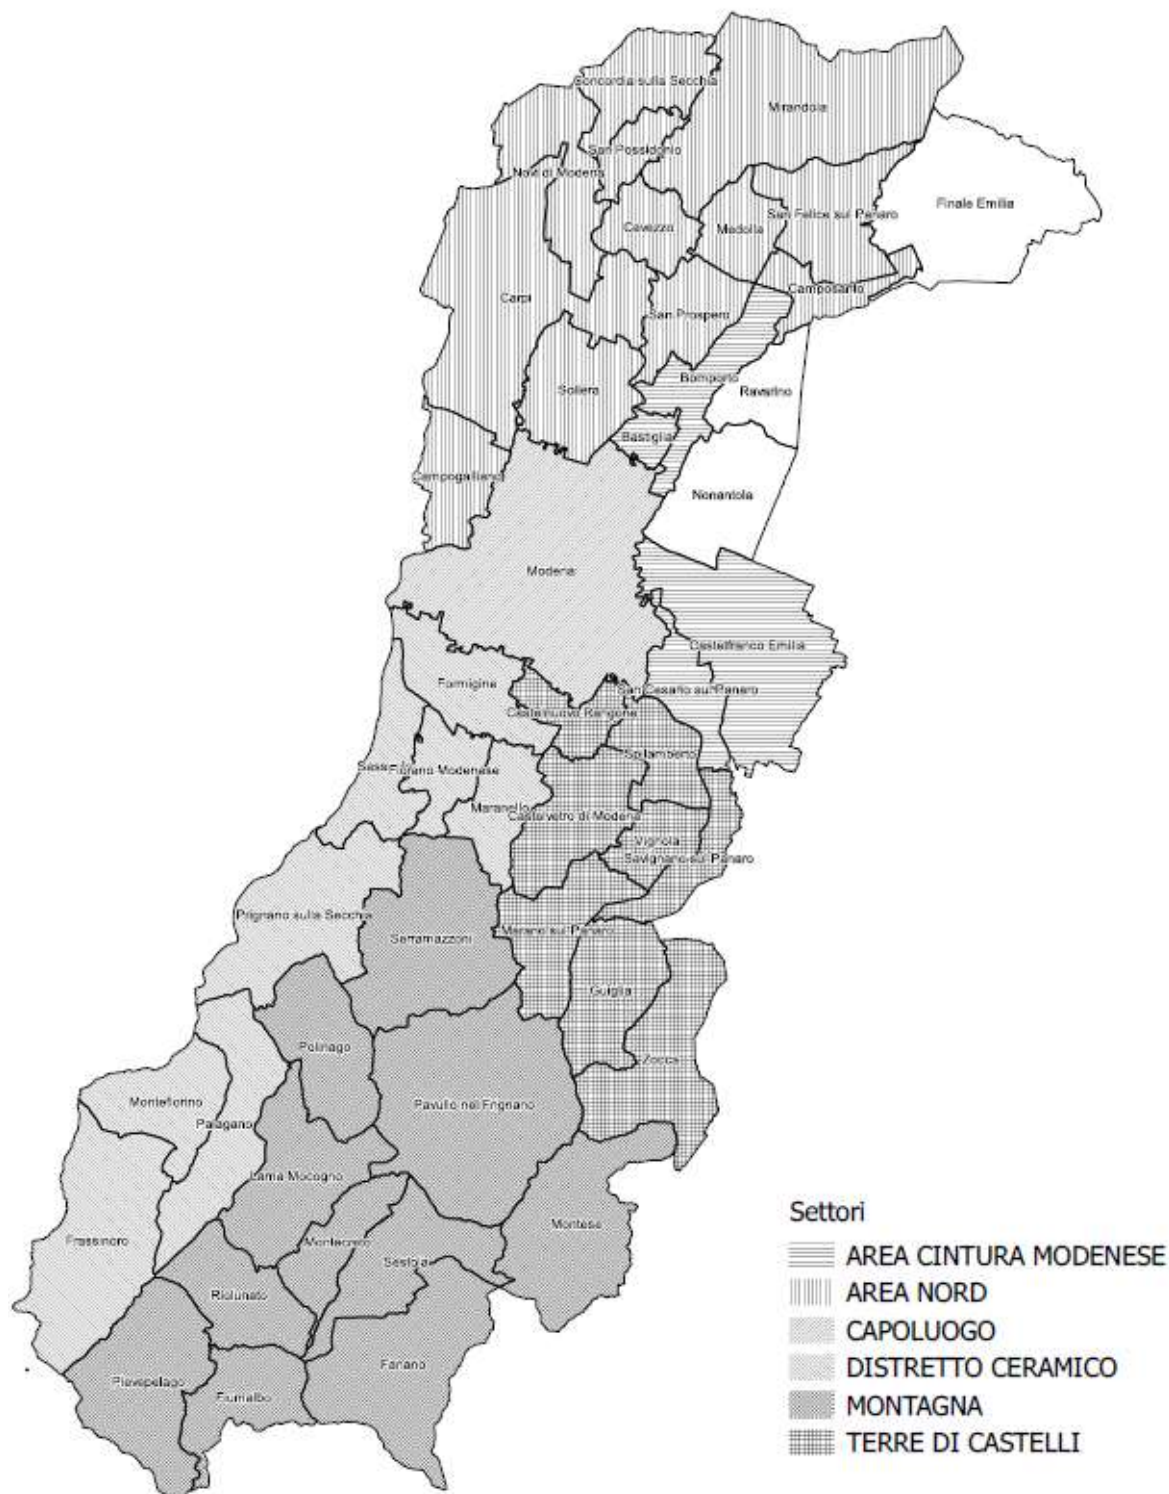 Concordia sulla Secchia
Mirandola
San Possidonio
Novi di Modena
Finale Emilia
San Felice sul Panaro
Cavezzo
Medolla
Camposanto
Carpi
San Prospero
Bomporto
Ravarino
Soliera
Bastiglia
Campogalliano
Nonantola
Modena
Castelfranco Emilia
Formigine
San Cesario sul Panaro
Castelnuovo Rangone
Spilamberto
Fiorano Modenese
Maranello
Castelvetro di Modena
Vignola
Savignano sul Panaro
Prignano sulla Secchia
Marano sul Panaro
Serramazzoni
Guiglia
Polinago
Zocca
Montefiorino
Pavullo nel Frignano
Palagano
Lama Mocogno
Montese
Frassinoro
Montecreto
Sestola
Riolunato
Fanano
Pievepelago
Fiumalbo
Settori
AREA CINTURA MODENESE
AREA NORD
CAPOLUOGO
DISTRETTO CERAMICO
MONTAGNA
TERRE DI CASTELLI